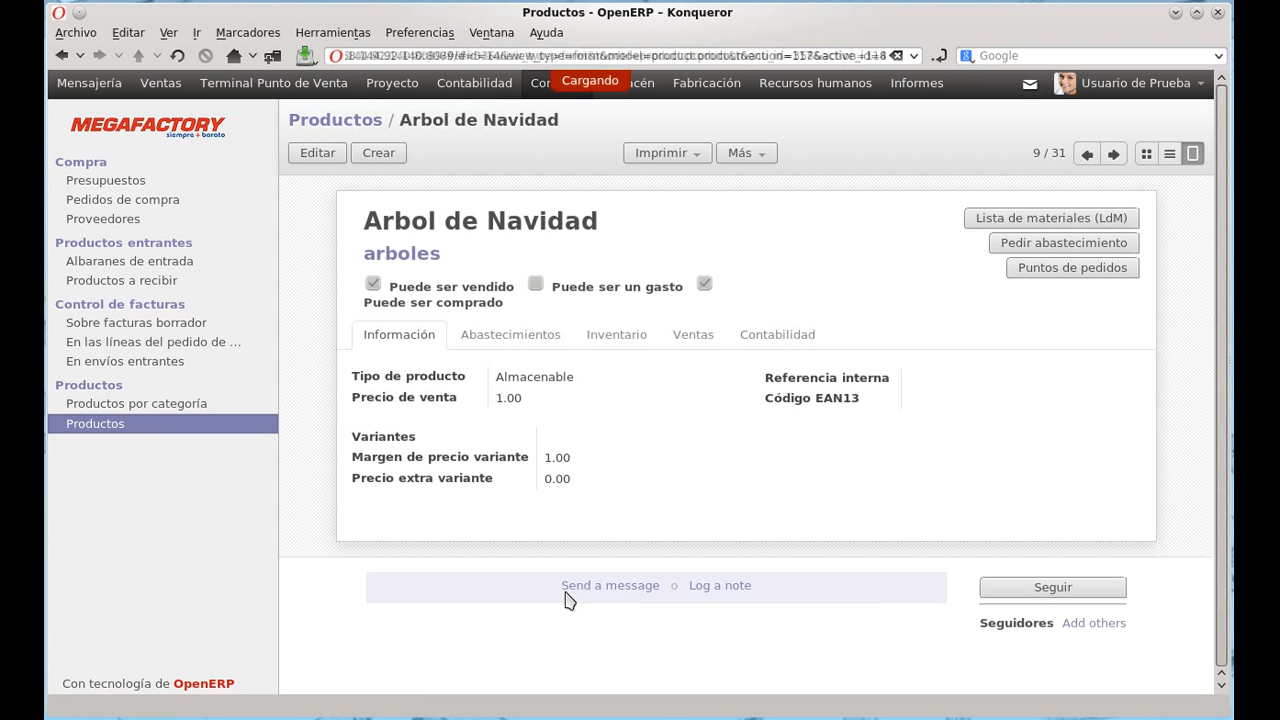 Productos - OpenERP – Konqueror
Archivo Editar Ver Ir Marcadores Herramientas Preferencias Ventana Ayuda
Google
Mensajería Ventas Terminal Punto de Venta Proyecto Contabilidad Cargando Fabricación Recursos humanos Informes Usuario de Prueba
MEGAFACTORY
siempre + barato
Productos / Arbol de Navidad
Editar Crear Imprimir Más 9 / 31
Compra
Presupuestos
Pedidos de compra
Proveedores
Productos entrantes
Albaranes de entrada
Productos a recibir
Control de facturas
Sobre facturas borrador
En las líneas del pedido de ...
En envíos entrantes
Productos
Productos por categoría
Productos
Con tecnología de OpenERP
Arbol de Navidad
arboles
Lista de materiales (LdM)
Pedir abastecimiento
Puntos de pedidos
Puede ser vendido Puede ser un gasto
Puede ser comprado
Información Abastecimientos Inventario Ventas Contabilidad
Tipo de producto Almacenable
Precio de venta 1.00
Referencia interna
Código EAN13
Variantes
Margen de precio variante 1.00
Precio extra variante 0.00
Send a message o Log a note
Seguir
Seguidores Add others